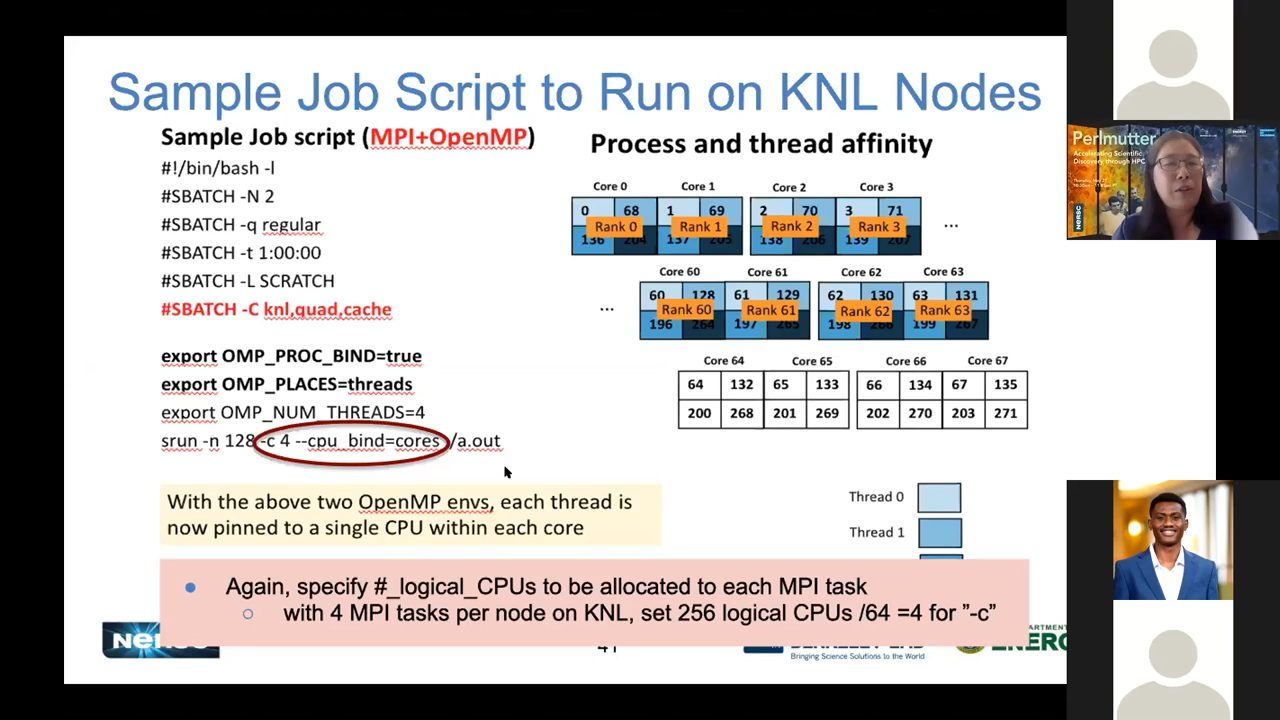 Sample Job Script to Run on KNL Nodes
Sample Job script (MPI+OpenMP)
#!/bin/bash -l
#SBATCH -N 2
#SBATCH -q regular
#SBATCH -t 1:00:00
#SBATCH -L SCRATCH
#SBATCH -C knl,quad,cache
export OMP_PROC_BIND=true
export OMP_PLACES=threads
export OMP_NUM_THREADS=4
srun -n 128 -c 4 --cpu_bind=cores /a.out
With the above two OpenMP envs, each thread is
now pinned to a single CPU within each core
Process and thread affinity
Core 0 Core 1 Core 2 Core 3
0 68 1 69 2 70 3 71
Rank 0 Rank 1 Rank 2 Rank 3 ...
136 204 137 205 138 206 139 207
Core 60 Core 61 Core 62 Core 63
60 128 61 129 62 130 63 131
... Rank 60 Rank 61 Rank 62 Rank 63
196 264 197 265 198 266 199 267
Core 64 Core 65 Core 66 Core 67
64 132 65 133 66 134 67 135
200 268 201 269 202 270 203 271
Thread 0
Thread 1
Again, specify #_logical_CPUs to be allocated to each MPI task
with 4 MPI tasks per node on KNL, set 256 logical CPUs /64 =4 for ”-c”
41
Bringing Science Solutions to the World
Perlmutter
Accelerating Scientific
Discovery through HPC
NERSC